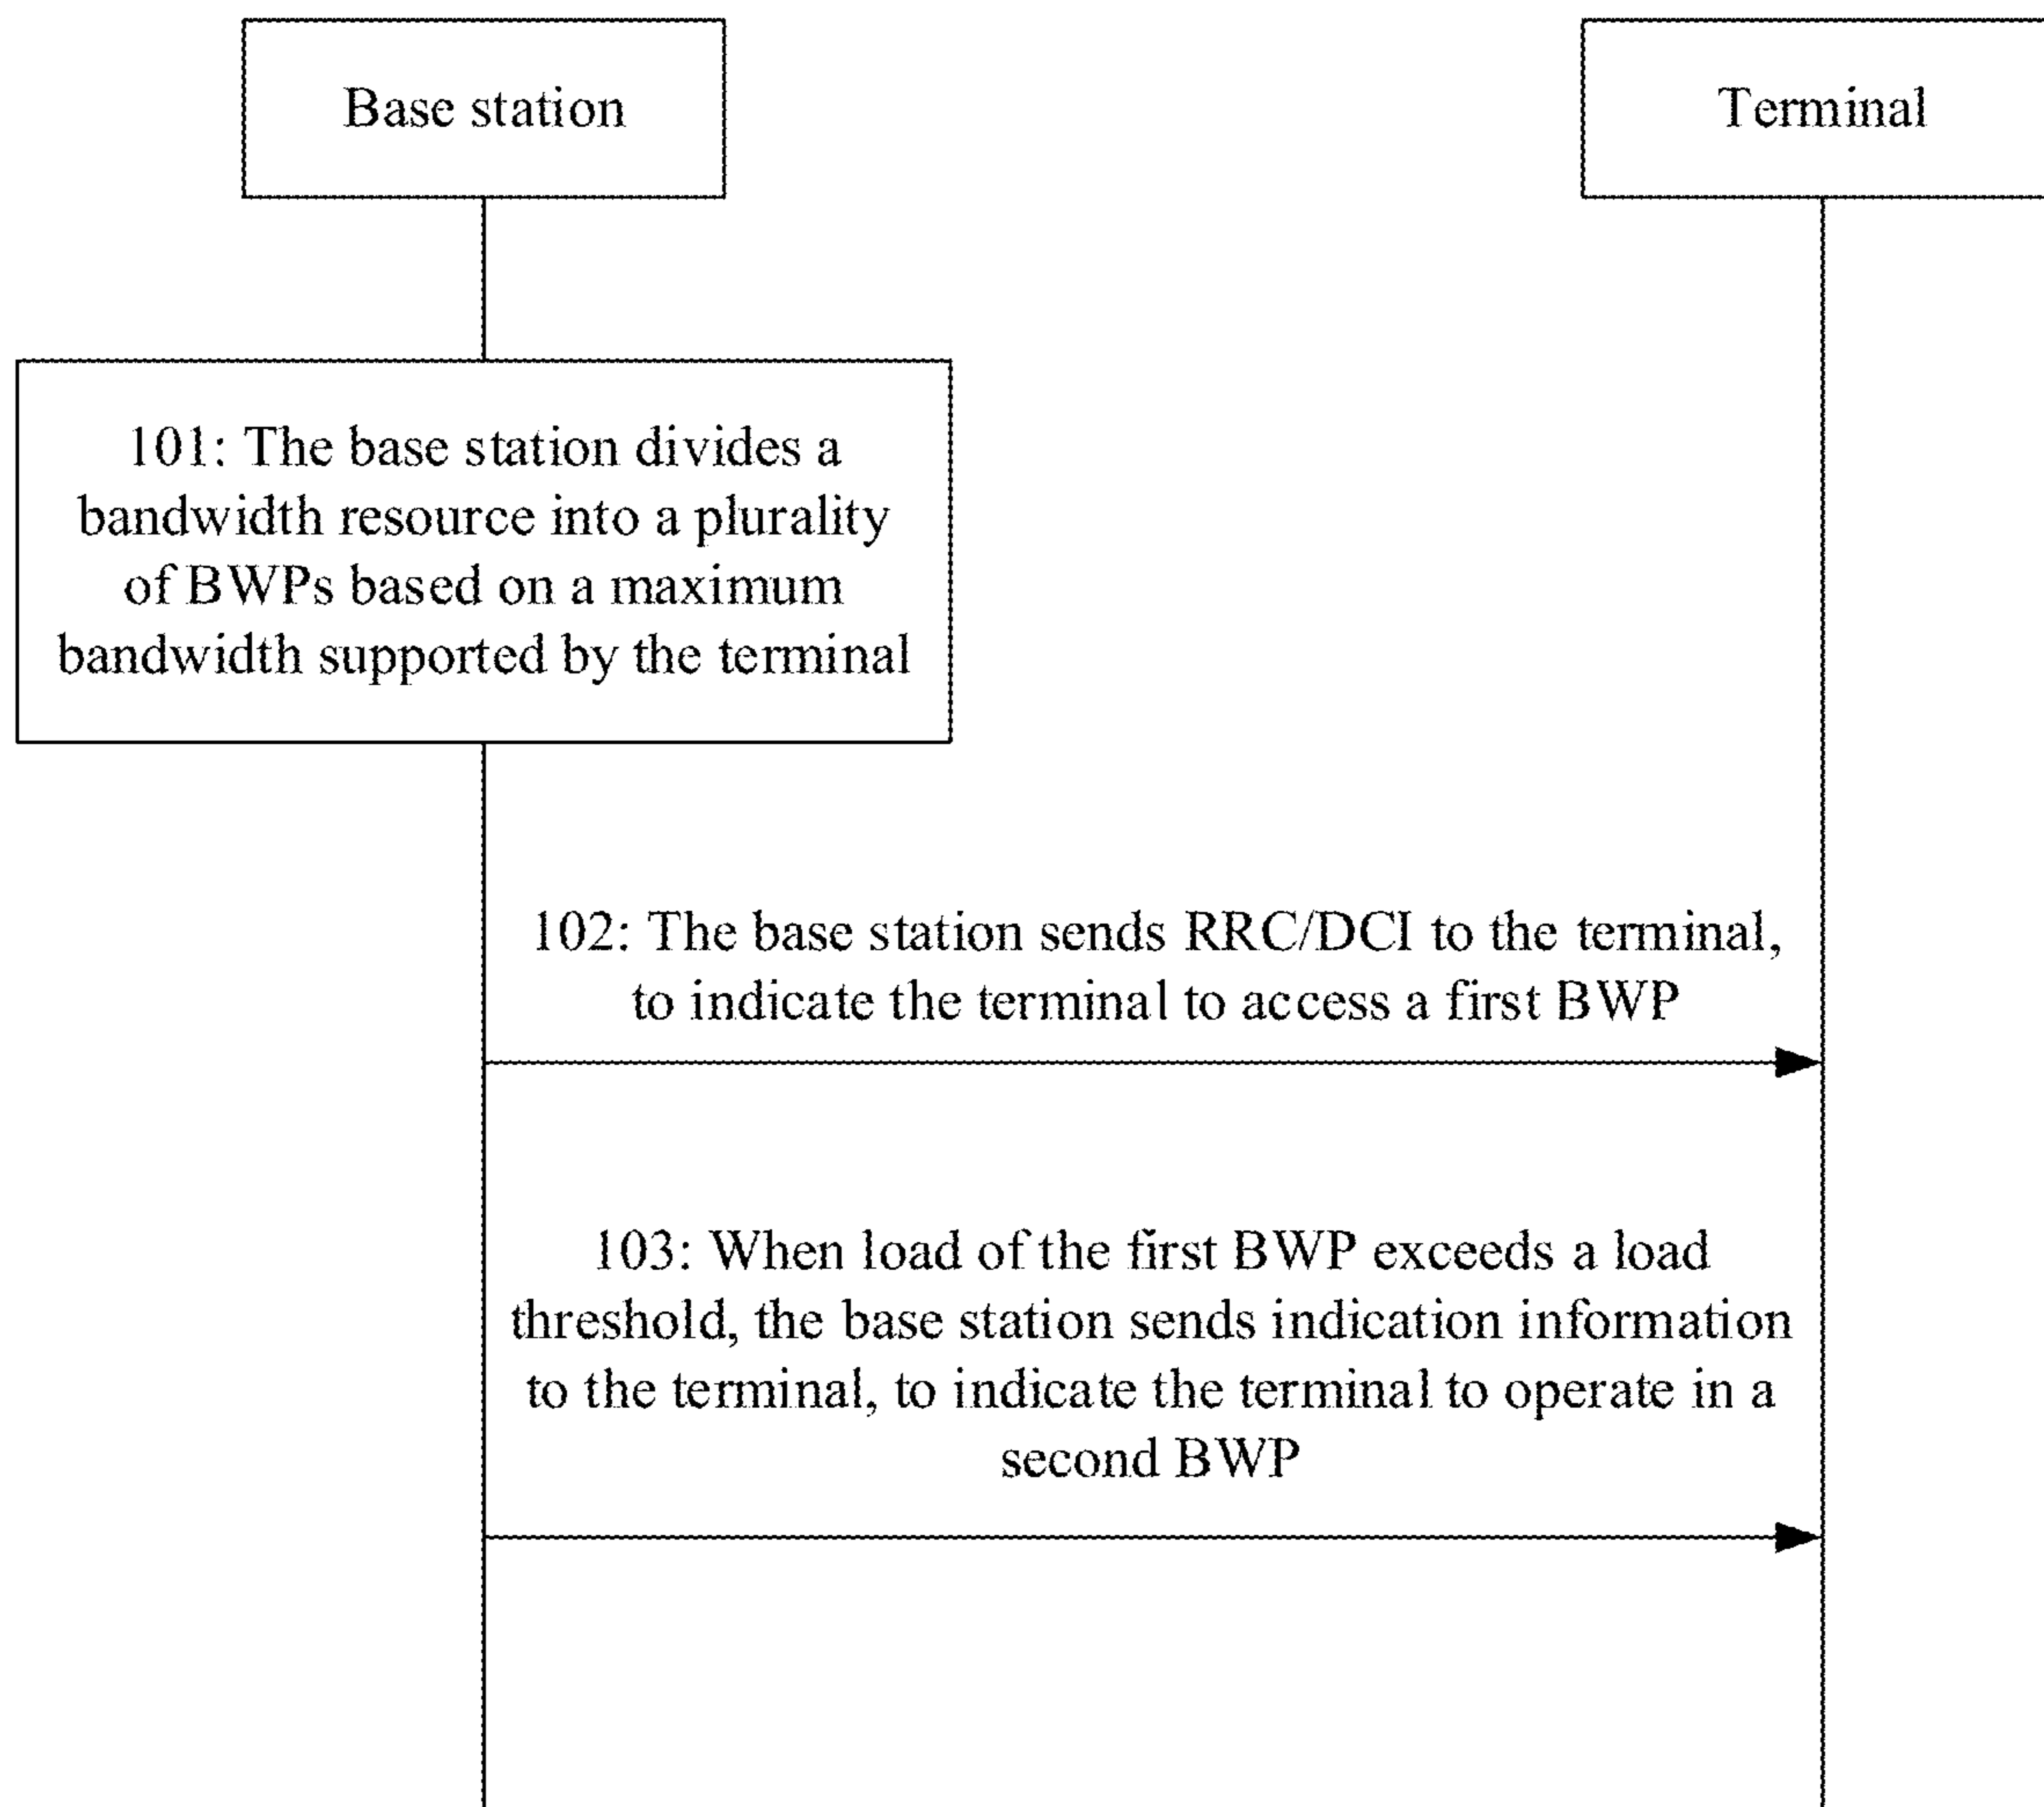 Base station
Terminal
101: The base station divides a
bandwidth resource into a plurality
of BWPs based on a maximum
bandwidth supported by the terminal
102: The base station sends RRC/DCI to the terminal,
to indicate the terminal to access a first BWP
103: When load of the first BWP exceeds a load
threshold, the base station sends indication information
to the terminal, to indicate the terminal to operate in a
second BWP